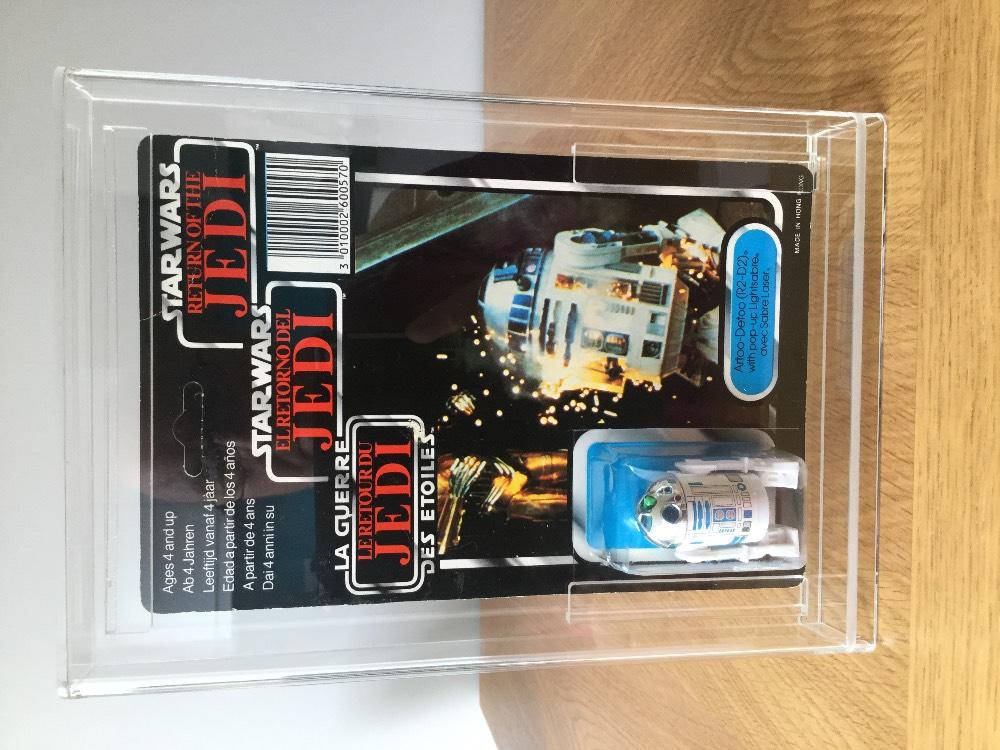 STAR WARS
RETURN OF THE
JEDI
™
3 010002 600570
STAR WARS
EL RETORNO DEL
JEDI
™
LA GUERRE
LE RETOUR DU
JEDI
DES ETOILES
Ages 4 and up
Ab 4 Jahren
Leeftijd vanaf 4 jaar
Edad a partir de los 4 años
A partir de 4 ans
Dai 4 anni in su
Artoo-Detoo (R2-D2)
with pop-up Lightsabre
avec Sabre Laser
MADE IN HONG KONG